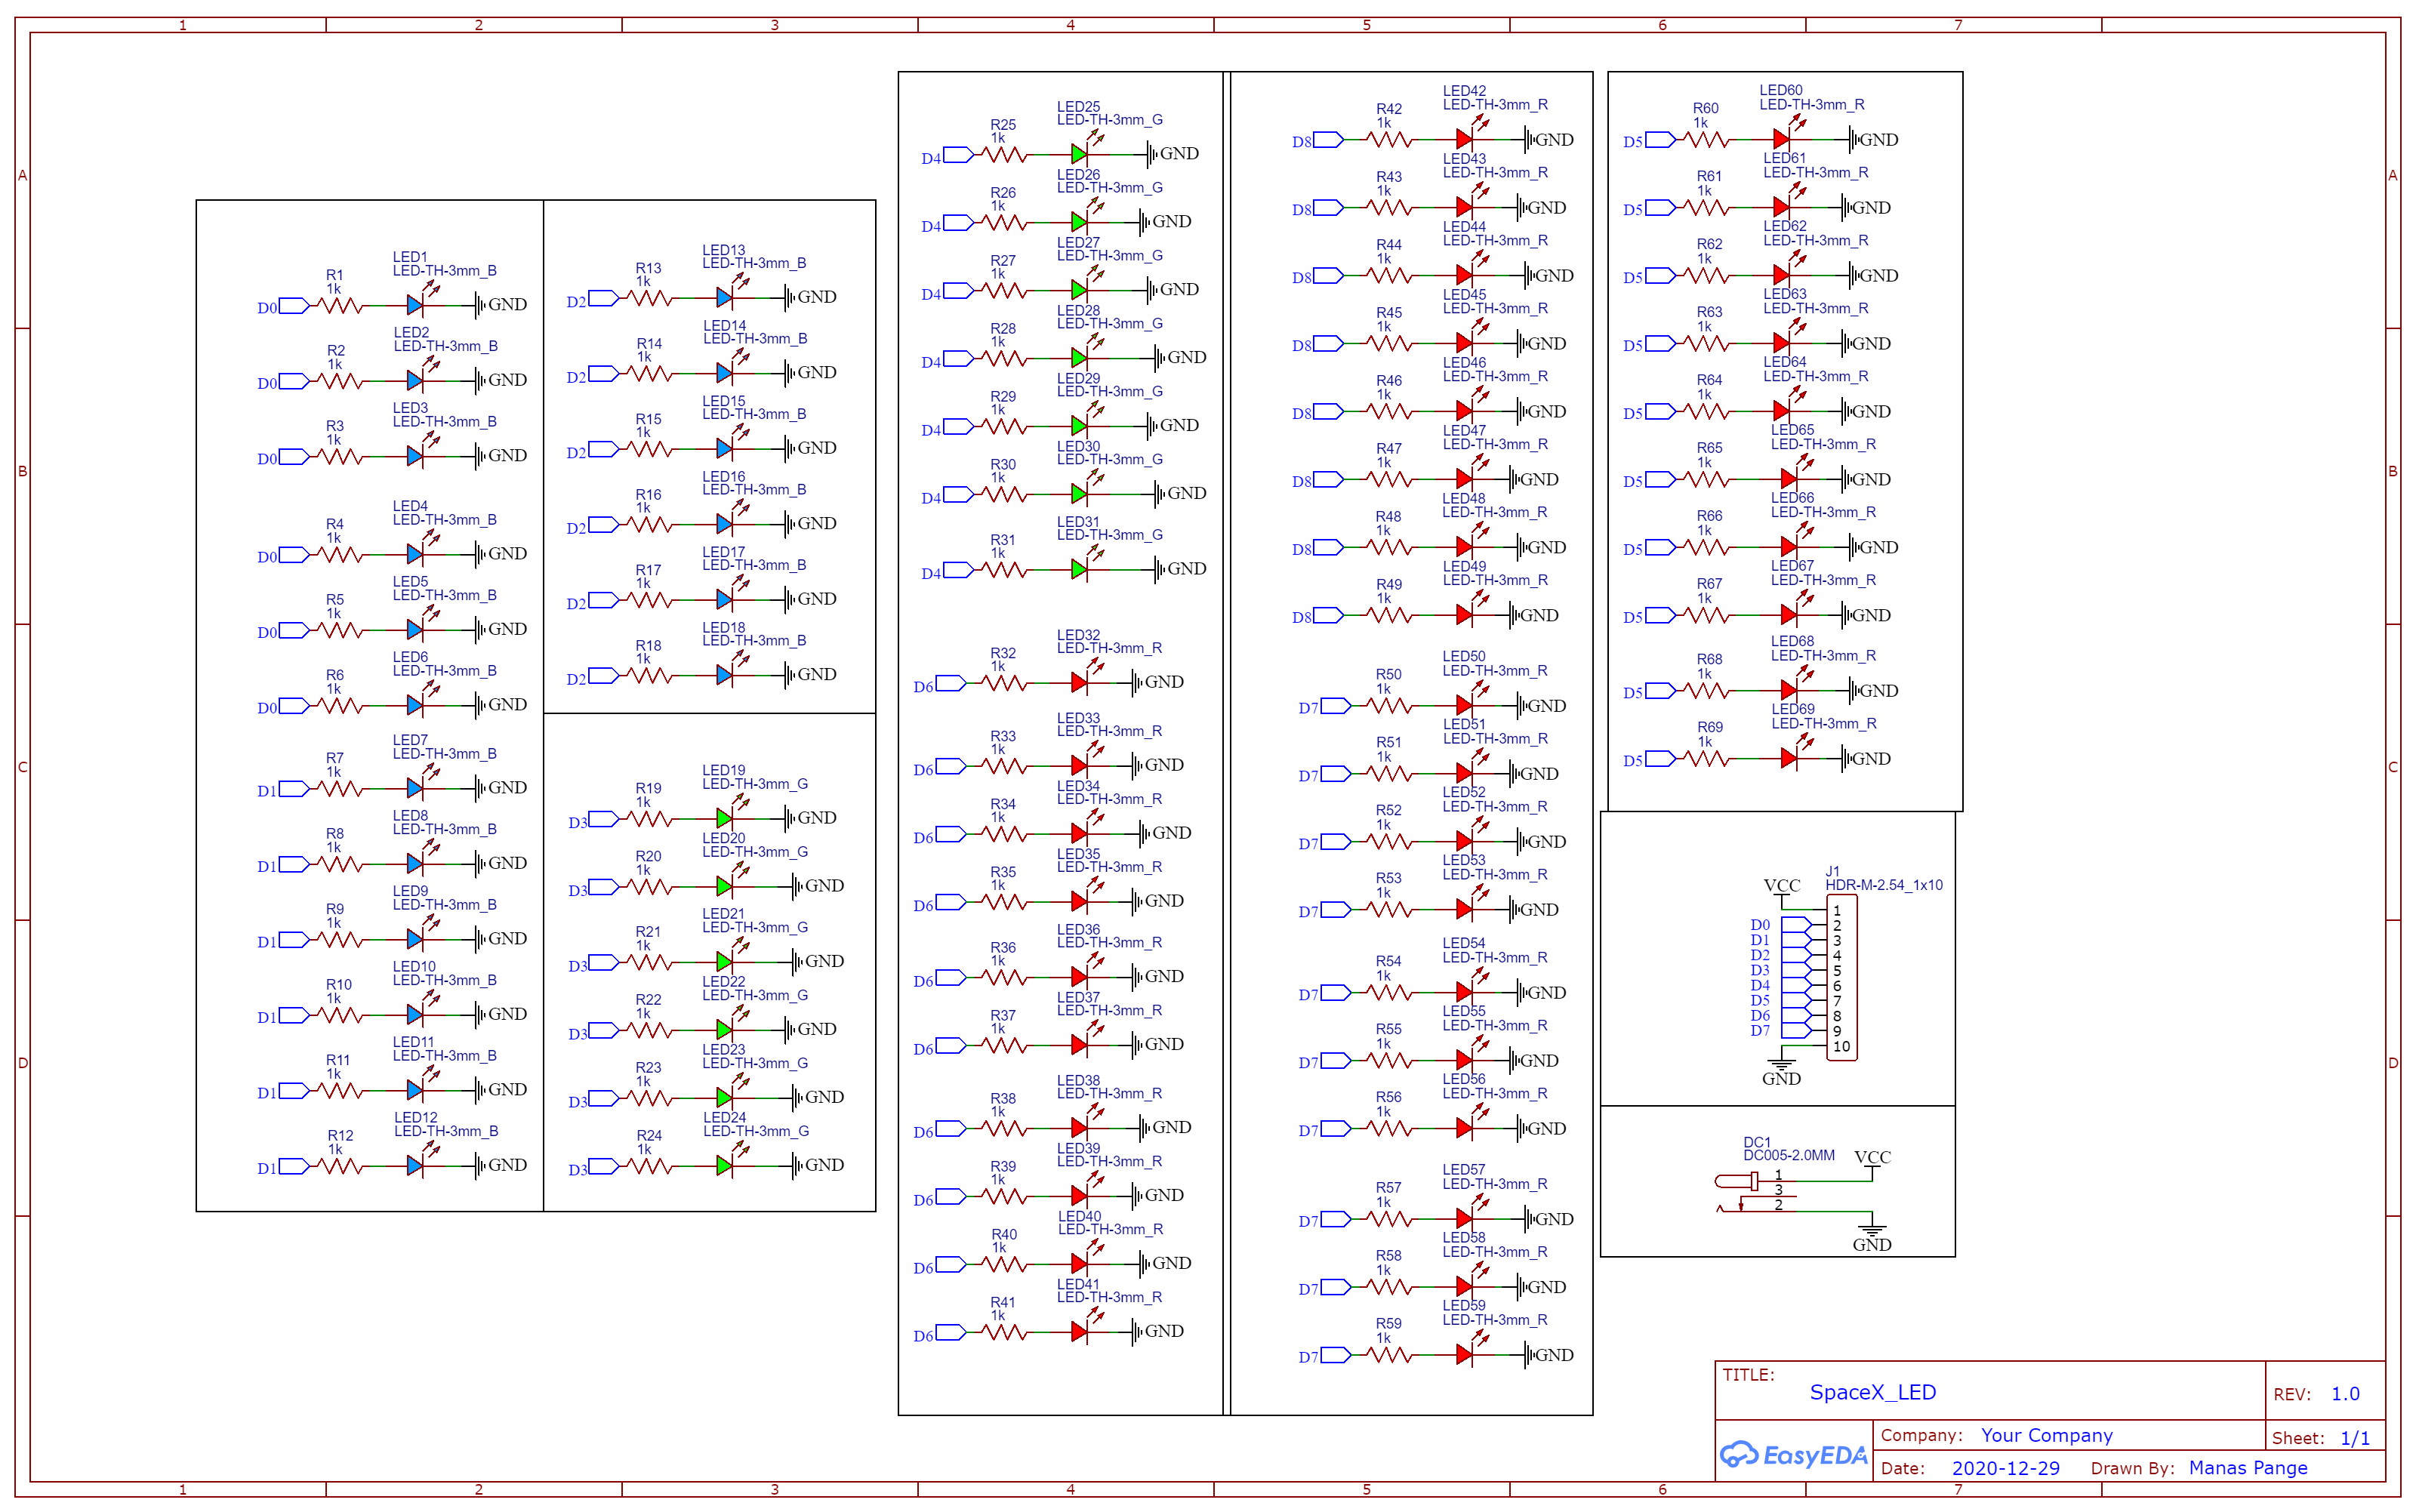 1 2 3 4 5 6 7
A
B
C
D
LED1
LED-TH-3mm_B
R1
1k
D0 GND
LED2
LED-TH-3mm_B
R2
1k
D0 GND
LED3
LED-TH-3mm_B
R3
1k
D0 GND
LED4
LED-TH-3mm_B
R4
1k
D0 GND
LED5
LED-TH-3mm_B
R5
1k
D0 GND
LED6
LED-TH-3mm_B
R6
1k
D0 GND
LED7
LED-TH-3mm_B
R7
1k
D1 GND
LED8
LED-TH-3mm_B
R8
1k
D1 GND
LED9
LED-TH-3mm_B
R9
1k
D1 GND
LED10
LED-TH-3mm_B
R10
1k
D1 GND
LED11
LED-TH-3mm_B
R11
1k
D1 GND
LED12
LED-TH-3mm_B
R12
1k
D1 GND
LED13
LED-TH-3mm_B
R13
1k
D2 GND
LED14
LED-TH-3mm_B
R14
1k
D2 GND
LED15
LED-TH-3mm_B
R15
1k
D2 GND
LED16
LED-TH-3mm_B
R16
1k
D2 GND
LED17
LED-TH-3mm_B
R17
1k
D2 GND
LED18
LED-TH-3mm_B
R18
1k
D2 GND
LED19
LED-TH-3mm_G
R19
1k
D3 GND
LED20
LED-TH-3mm_G
R20
1k
D3 GND
LED21
LED-TH-3mm_G
R21
1k
D3 GND
LED22
LED-TH-3mm_G
R22
1k
D3 GND
LED23
LED-TH-3mm_G
R23
1k
D3 GND
LED24
LED-TH-3mm_G
R24
1k
D3 GND
LED25
LED-TH-3mm_G
R25
1k
D4 GND
LED26
LED-TH-3mm_G
R26
1k
D4 GND
LED27
LED-TH-3mm_G
R27
1k
D4 GND
LED28
LED-TH-3mm_G
R28
1k
D4 GND
LED29
LED-TH-3mm_G
R29
1k
D4 GND
LED30
LED-TH-3mm_G
R30
1k
D4 GND
LED31
LED-TH-3mm_G
R31
1k
D4 GND
LED32
LED-TH-3mm_R
R32
1k
D6 GND
LED33
LED-TH-3mm_R
R33
1k
D6 GND
LED34
LED-TH-3mm_R
R34
1k
D6 GND
LED35
LED-TH-3mm_R
R35
1k
D6 GND
LED36
LED-TH-3mm_R
R36
1k
D6 GND
LED37
LED-TH-3mm_R
R37
1k
D6 GND
LED38
LED-TH-3mm_R
R38
1k
D6 GND
LED39
LED-TH-3mm_R
R39
1k
D6 GND
LED40
LED-TH-3mm_R
R40
1k
D6 GND
LED41
LED-TH-3mm_R
R41
1k
D6 GND
LED42
LED-TH-3mm_R
R42
1k
D8 GND
LED43
LED-TH-3mm_R
R43
1k
D8 GND
LED44
LED-TH-3mm_R
R44
1k
D8 GND
LED45
LED-TH-3mm_R
R45
1k
D8 GND
LED46
LED-TH-3mm_R
R46
1k
D8 GND
LED47
LED-TH-3mm_R
R47
1k
D8 GND
LED48
LED-TH-3mm_R
R48
1k
D8 GND
LED49
LED-TH-3mm_R
R49
1k
D8 GND
LED50
LED-TH-3mm_R
R50
1k
D7 GND
LED51
LED-TH-3mm_R
R51
1k
D7 GND
LED52
LED-TH-3mm_R
R52
1k
D7 GND
LED53
LED-TH-3mm_R
R53
1k
D7 GND
LED54
LED-TH-3mm_R
R54
1k
D7 GND
LED55
LED-TH-3mm_R
R55
1k
D7 GND
LED56
LED-TH-3mm_R
R56
1k
D7 GND
LED57
LED-TH-3mm_R
R57
1k
D7 GND
LED58
LED-TH-3mm_R
R58
1k
D7 GND
LED59
LED-TH-3mm_R
R59
1k
D7 GND
LED60
LED-TH-3mm_R
R60
1k
D5 GND
LED61
LED-TH-3mm_R
R61
1k
D5 GND
LED62
LED-TH-3mm_R
R62
1k
D5 GND
LED63
LED-TH-3mm_R
R63
1k
D5 GND
LED64
LED-TH-3mm_R
R64
1k
D5 GND
LED65
LED-TH-3mm_R
R65
1k
D5 GND
LED66
LED-TH-3mm_R
R66
1k
D5 GND
LED67
LED-TH-3mm_R
R67
1k
D5 GND
LED68
LED-TH-3mm_R
R68
1k
D5 GND
LED69
LED-TH-3mm_R
R69
1k
D5 GND
J1
HDR-M-2.54_1x10
VCC
1
D0 2
D1 3
D2 4
D3 5
D4 6
D5 7
D6 8
D7 9
10
GND
DC1
DC005-2.0MM
VCC
1
3
2
GND
A
B
C
D
TITLE:
SpaceX_LED
REV: 1.0
EasyEDA
Company: Your Company
Sheet: 1/1
Date: 2020-12-29 Drawn By: Manas Pange
1 2 3 4 5 6 7